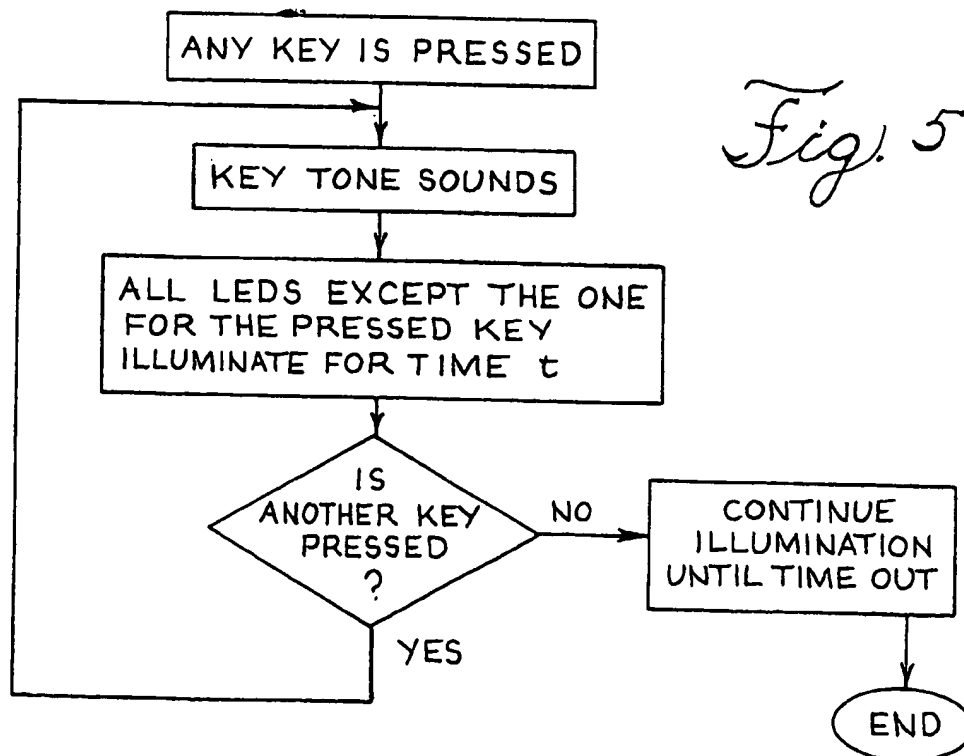 ANY KEY IS PRESSED
Fig. 5
KEY TONE SOUNDS
ALL LEDS EXCEPT THE ONE
FOR THE PRESSED KEY
ILLUMINATE FOR TIME t
IS
ANOTHER KEY
PRESSED
?
NO
CONTINUE
ILLUMINATION
UNTIL TIME OUT
YES
END